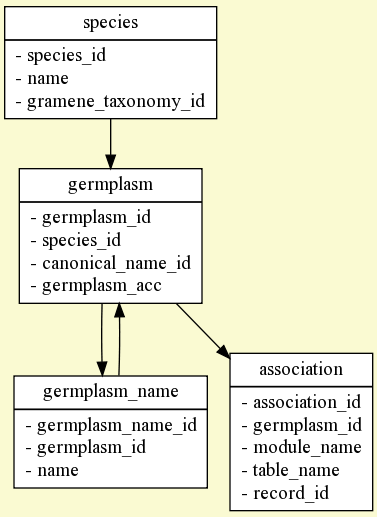 species
- species_id
- name
- gramene_taxonomy_id
germplasm
- germplasm_id
- species_id
- canonical_name_id
- germplasm_acc
germplasm_name
- germplasm_name_id
- germplasm_id
- name
association
- association_id
- germplasm_id
- module_name
- table_name
- record_id